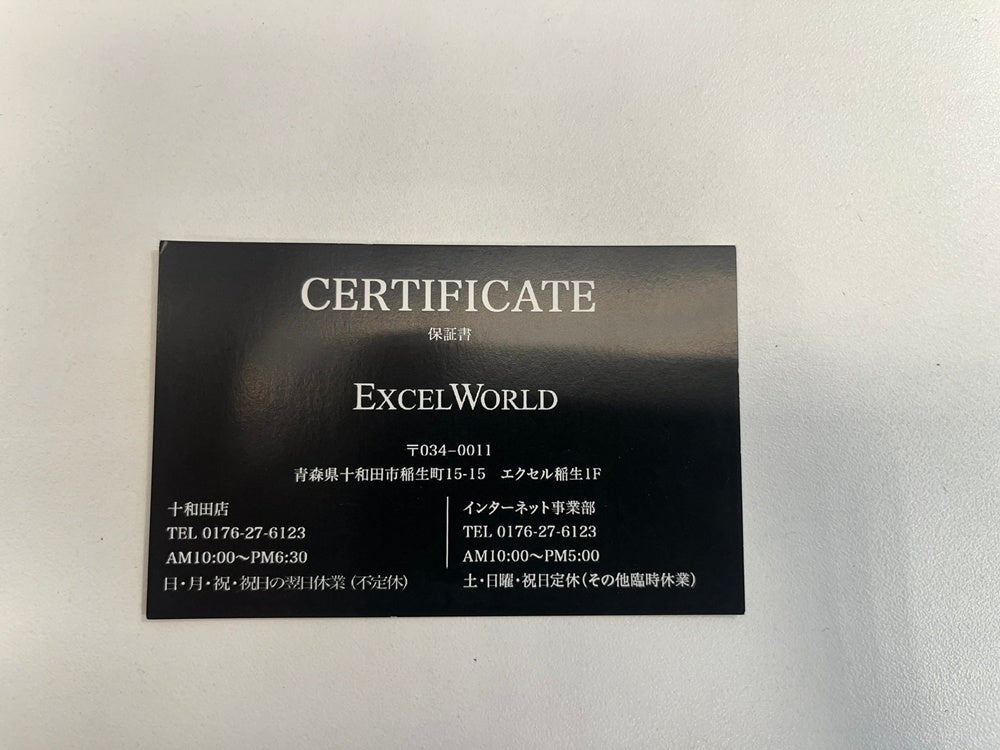 CERTIFICATE
保証書
EXCELWORLD
〒034-0011
青森県十和田市稲生町15-15 エクセル稲生1F
十和田店
TEL 0176-27-6123
AM10:00〜PM6:30
日・月・祝・祝日の翌日休業（不定休）
インターネット事業部
TEL 0176-27-6123
AM10:00〜PM5:00
土・日曜・祝日定休（その他臨時休業）